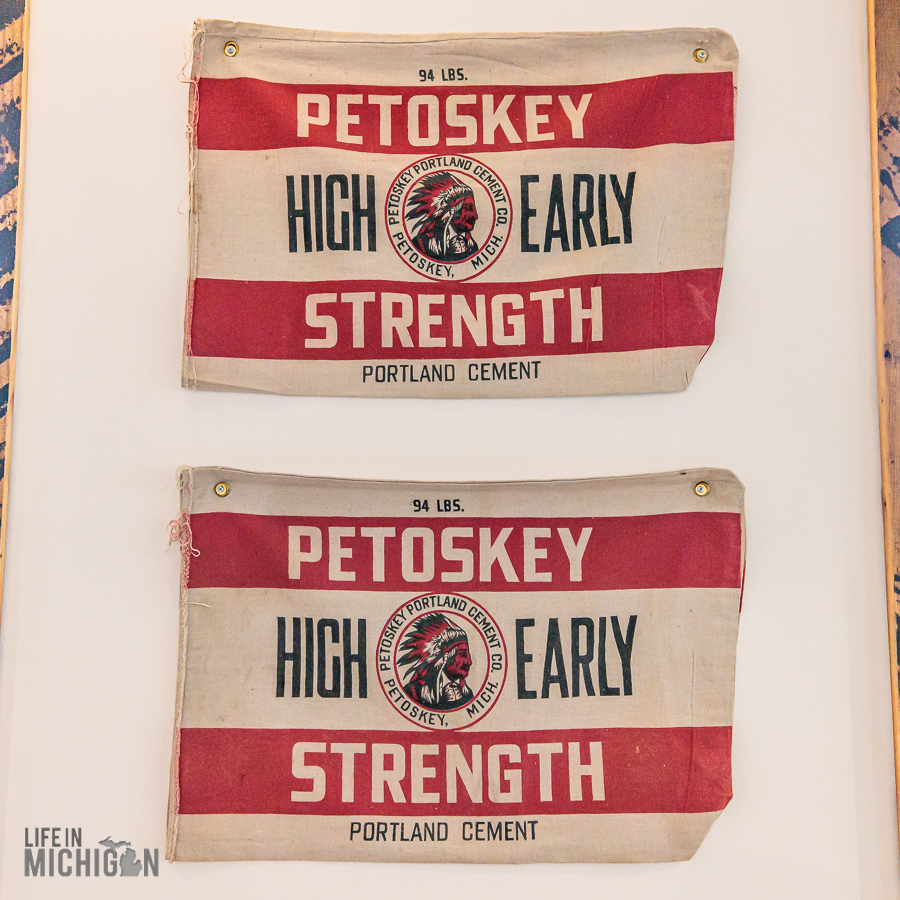 94 LBS.
PETOSKEY
HIGH EARLY
PETOSKEY PORTLAND CEMENT CO.
PETOSKEY, MICH.
STRENGTH
PORTLAND CEMENT
94 LBS.
PETOSKEY
HIGH EARLY
PETOSKEY PORTLAND CEMENT CO.
PETOSKEY, MICH.
STRENGTH
PORTLAND CEMENT
LIFE IN
MICHIGAN